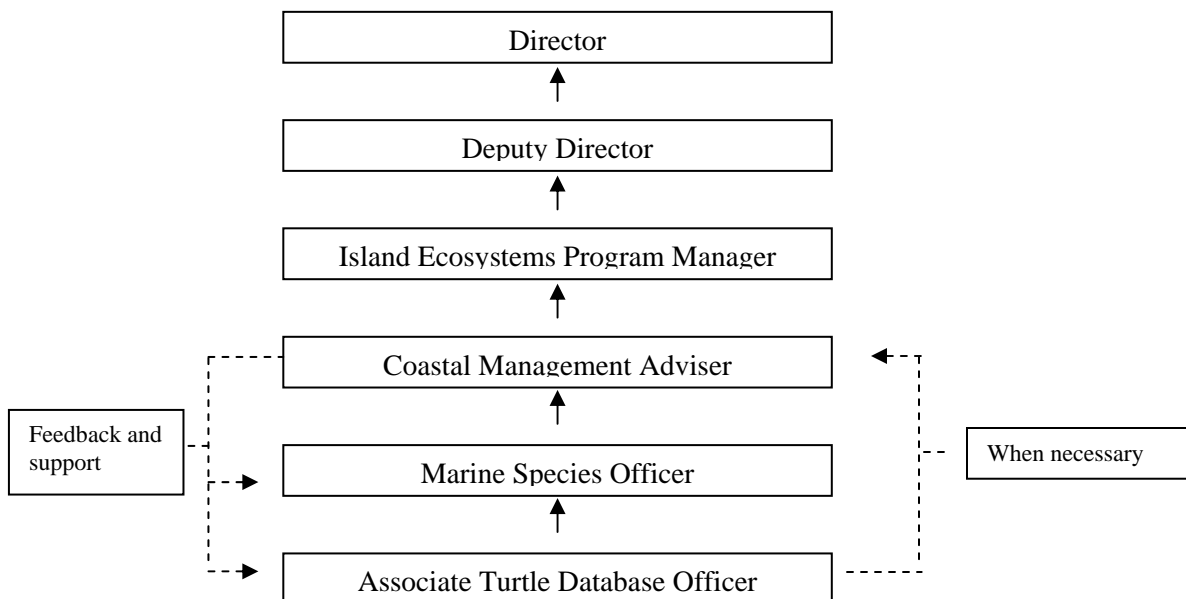 Director
Deputy Director
Island Ecosystems Program Manager
Coastal Management Adviser
Feedback and
support
When necessary
Marine Species Officer
Associate Turtle Database Officer